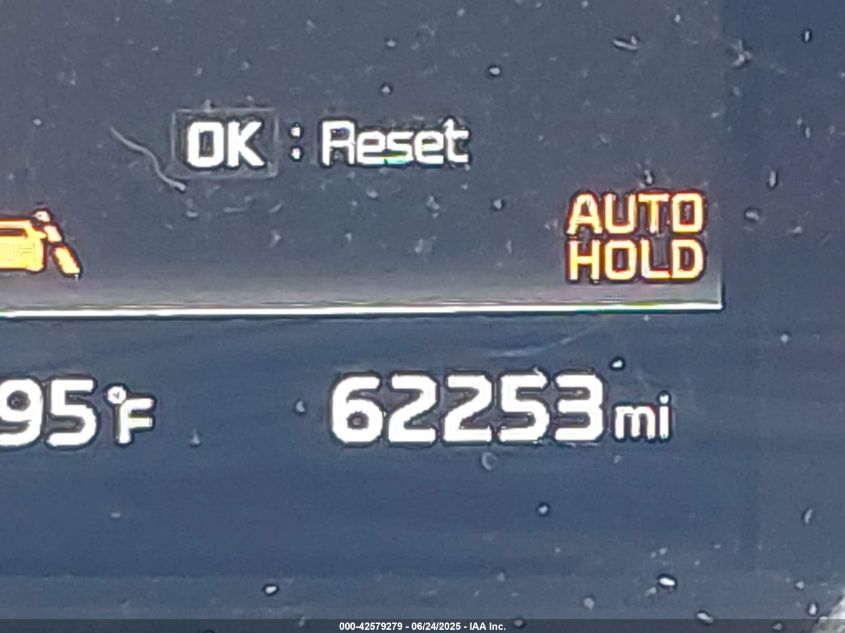 OK : Reset
AUTO
HOLD
95°F 62253 mi
000-42579279 - 06/24/2025 - IAA Inc.